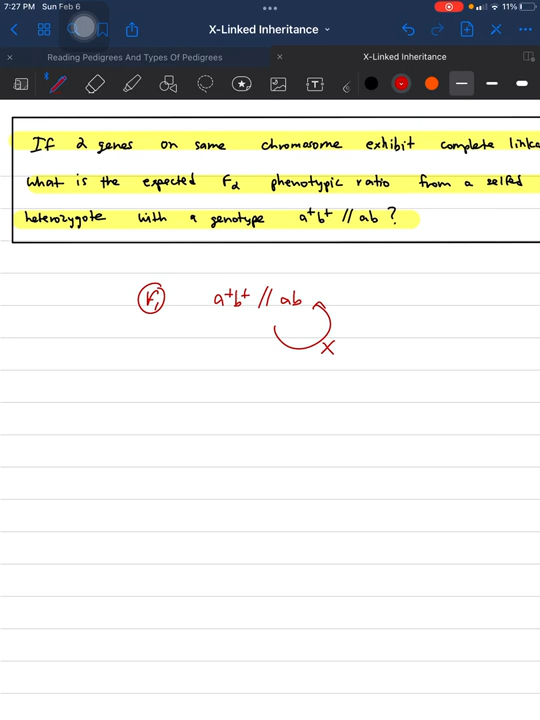 7:27 PM Sun Feb 6
11%
X-Linked Inheritance
Reading Pedigrees And Types Of Pedigrees
X-Linked Inheritance
If 2 genes on same chromosome exhibit complete linka
what is the expected F2 phenotypic ratio from a selfed
heterozygote with a genotype a+b+ // ab ?
F1 a+b+ // ab
X